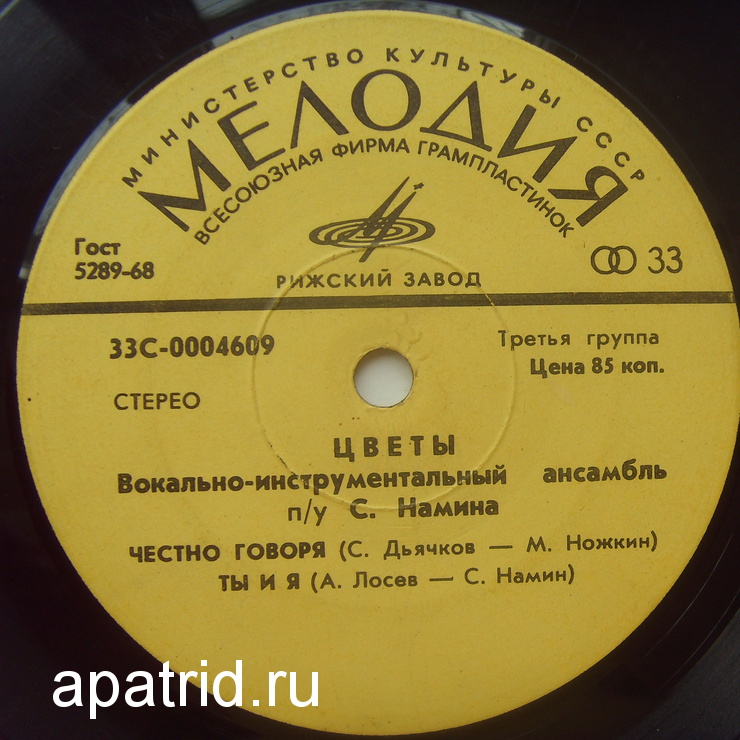 МИНИСТЕРСТВО КУЛЬТУРЫ СССР
МЕЛОДИЯ
ВСЕСОЮЗНАЯ ФИРМА ГРАМПЛАСТИНОК
Гост
5289-68
33
РИЖСКИЙ ЗАВОД
33С-0004609
Третья группа
Цена 85 коп.
СТЕРЕО
ЦВЕТЫ
Вокально-инструментальный ансамбль
п/у С. Намина
ЧЕСТНО ГОВОРЯ (С. Дьячков — М. Ножкин)
ТЫ И Я (А. Лосев — С. Намин)
apatrid.ru